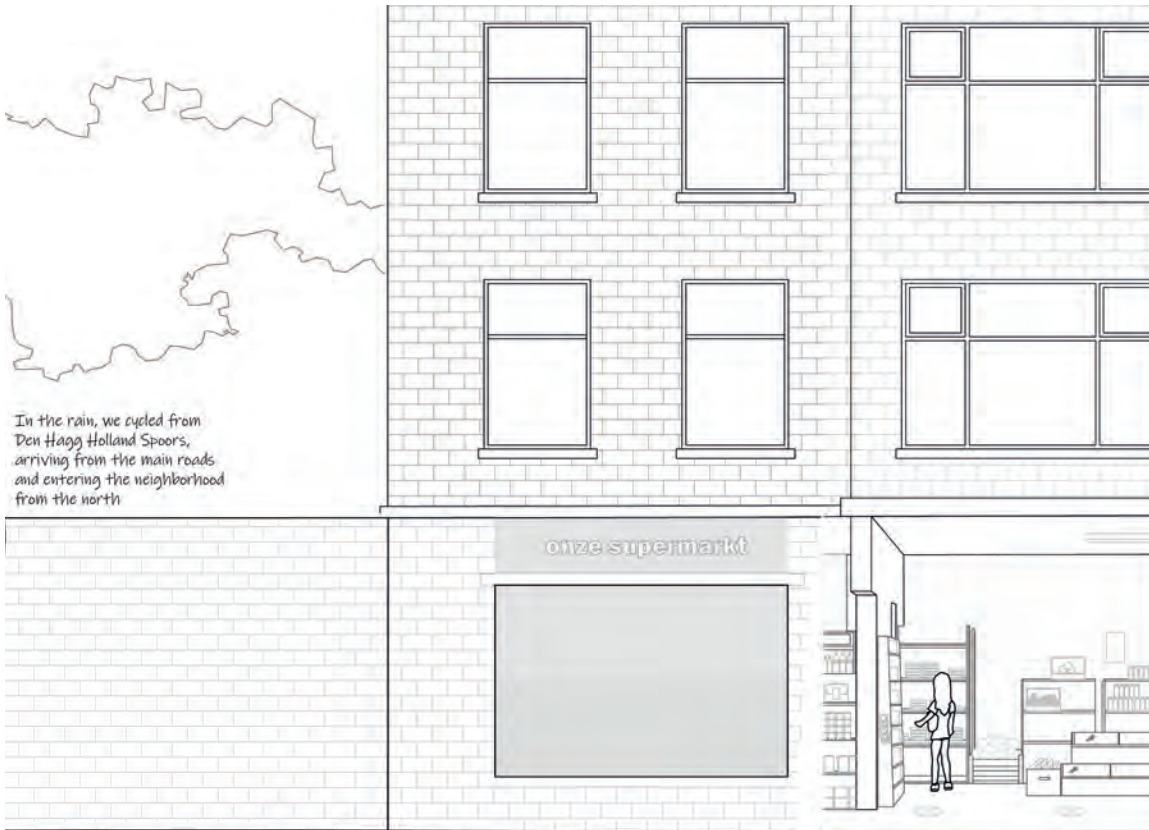 In the rain, we cycled from
Den Hagg Holland Spoors,
arriving from the main roads
and entering the neighborhood
from the north
onze supermarkt